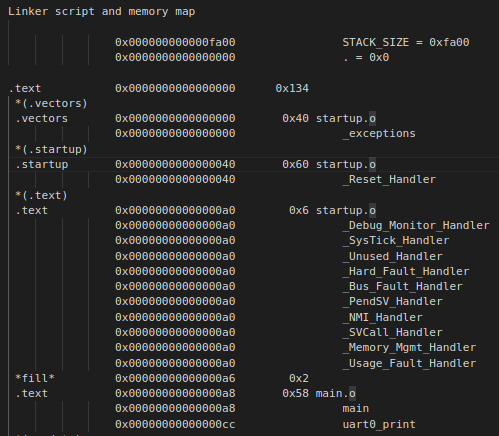 Linker script and memory map
0x000000000000fa00 STACK_SIZE = 0xfa00
0x0000000000000000 . = 0x0
.text 0x0000000000000000 0x134
*(.vectors)
.vectors 0x0000000000000000 0x40 startup.o
0x0000000000000000 _exceptions
*(.startup)
.startup 0x0000000000000040 0x60 startup.o
0x0000000000000040 _Reset_Handler
*(.text)
.text 0x00000000000000a0 0x6 startup.o
0x00000000000000a0 _Debug_Monitor_Handler
0x00000000000000a0 _SysTick_Handler
0x00000000000000a0 _Unused_Handler
0x00000000000000a0 _Hard_Fault_Handler
0x00000000000000a0 _Bus_Fault_Handler
0x00000000000000a0 _PendSV_Handler
0x00000000000000a0 _NMI_Handler
0x00000000000000a0 _SVCall_Handler
0x00000000000000a0 _Memory_Mgmt_Handler
0x00000000000000a0 _Usage_Fault_Handler
*fill* 0x00000000000000a6 0x2
.text 0x00000000000000a8 0x58 main.o
0x00000000000000a8 main
0x00000000000000cc uart0_print